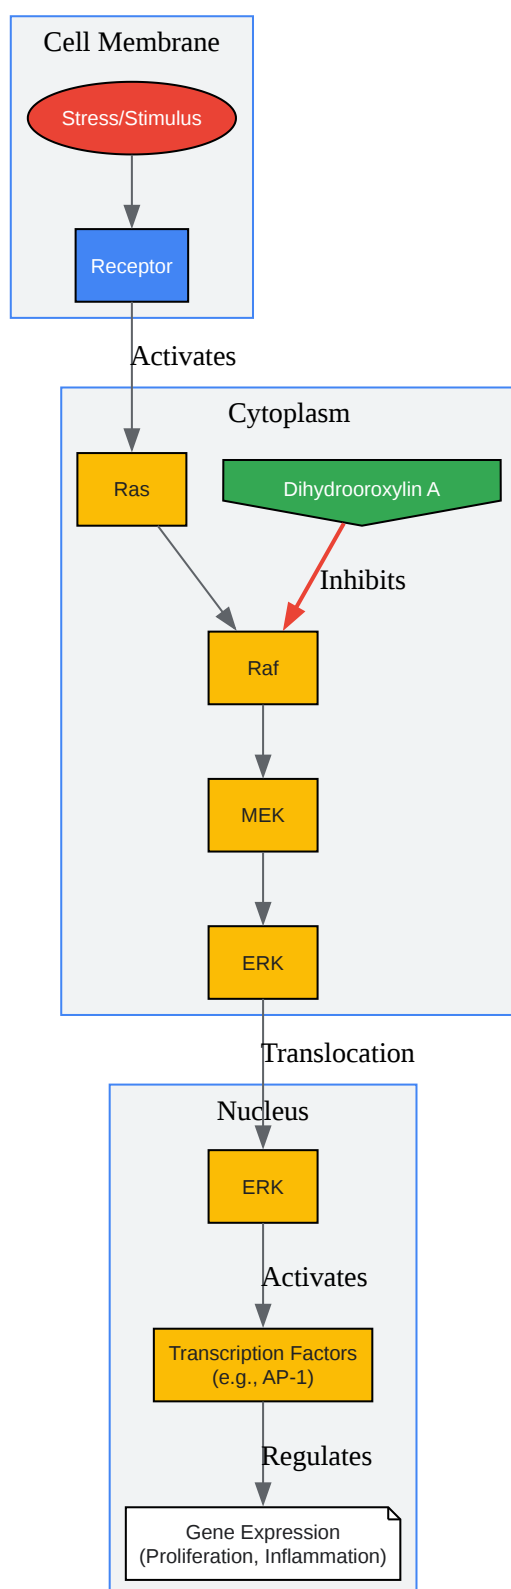 Cell Membrane
Stress/Stimulus
Receptor
Activates
Cytoplasm
Ras
Dihydrooroxylin A
Inhibits
Raf
MEK
ERK
Translocation
Nucleus
ERK
Activates
Transcription Factors
(e.g., AP-1)
Regulates
Gene Expression
(Proliferation, Inflammation)